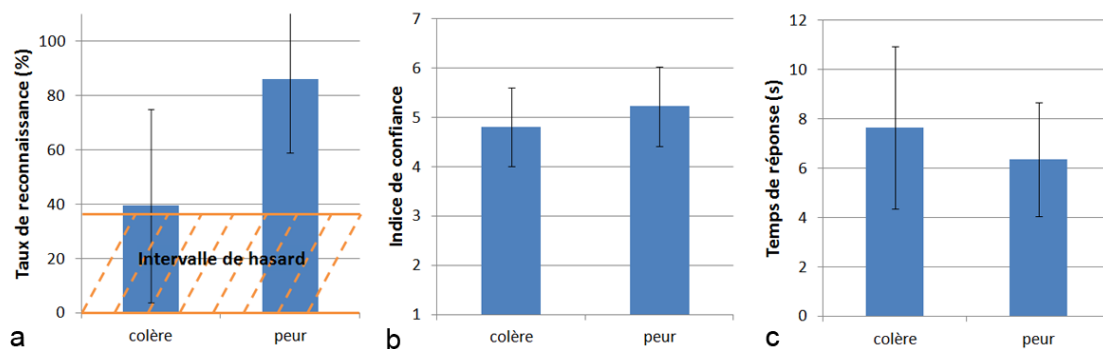 Taux de reconnaissance (%)
100
80
60
40
20
0
Intervalle de hasard
colère
peur
a
Indice de confiance
7
6
5
4
3
2
1
colère
peur
b
Temps de réponse (s)
12
10
8
6
4
2
0
colère
peur
c